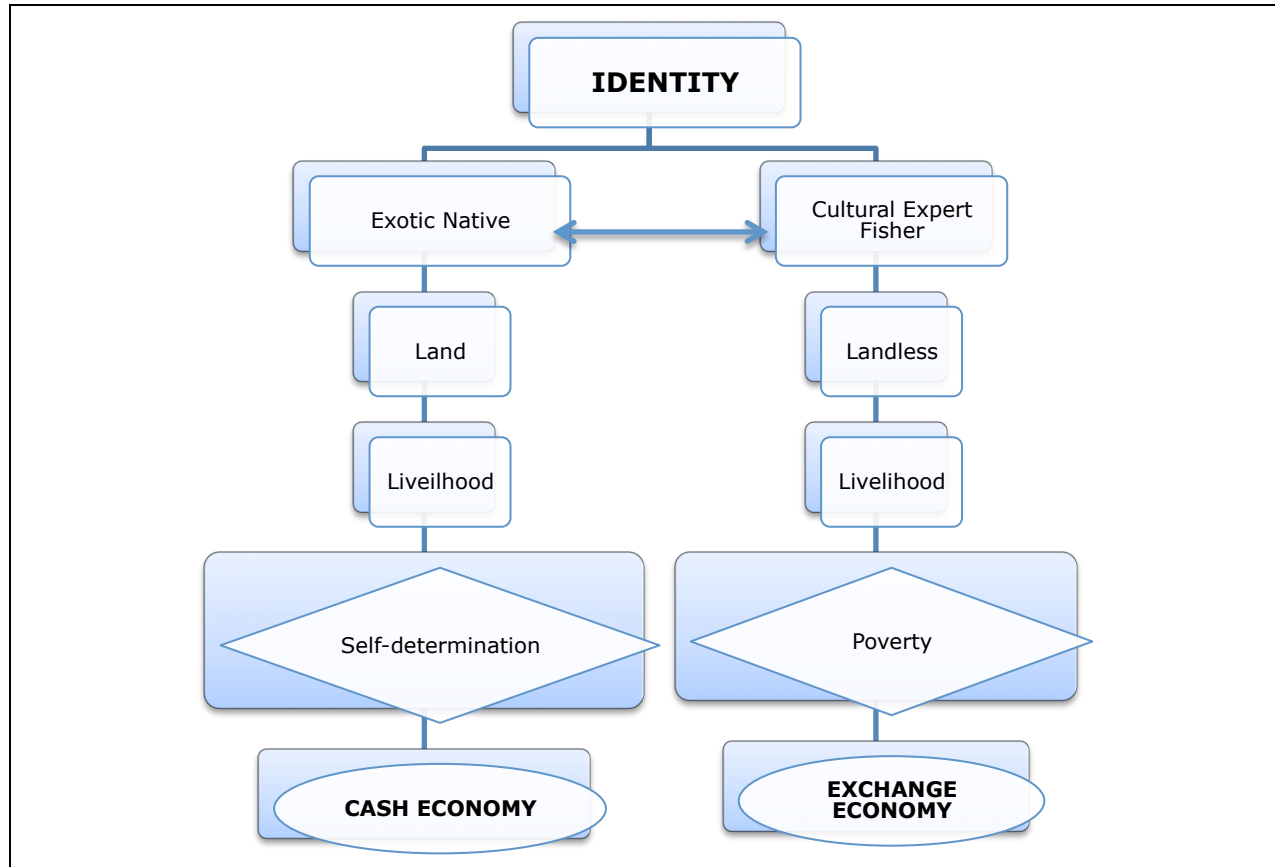 IDENTITY
Exotic Native
Cultural Expert
Fisher
Land
Landless
Liveilhood
Livelihood
Self-determination
Poverty
CASH ECONOMY
EXCHANGE
ECONOMY